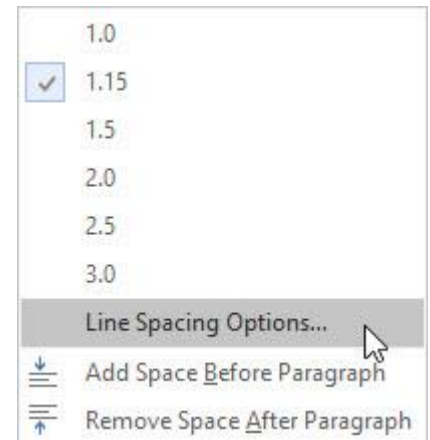 1.0
1.15
1.5
2.0
2.5
3.0
Line Spacing Options...
Add Space Before Paragraph
Remove Space After Paragraph